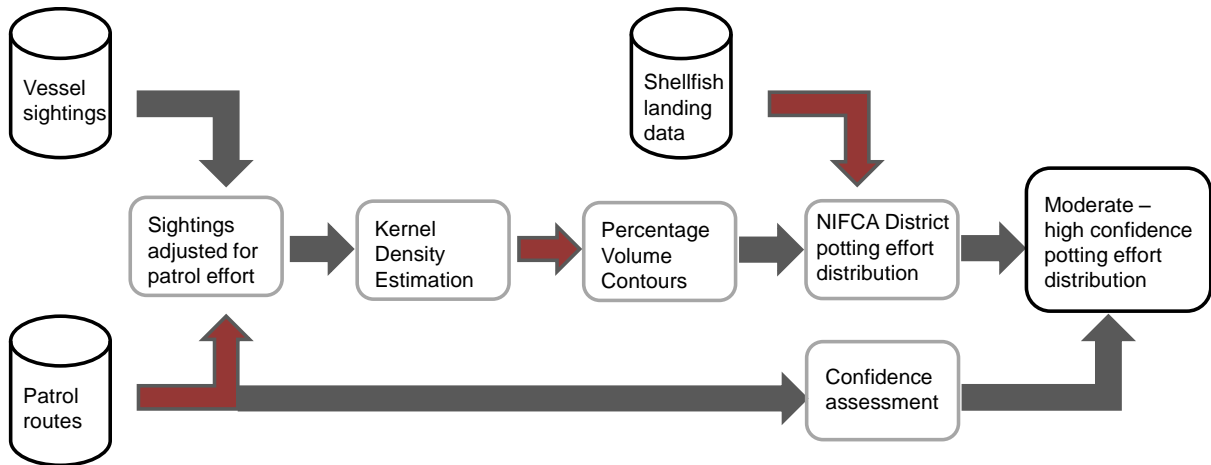 Vessel
sightings
Shellfish
landing
data
Sightings
adjusted for
patrol effort
Kernel
Density
Estimation
Percentage
Volume
Contours
NIFCA District
potting effort
distribution
Moderate –
high confidence
potting effort
distribution
Patrol
routes
Confidence
assessment